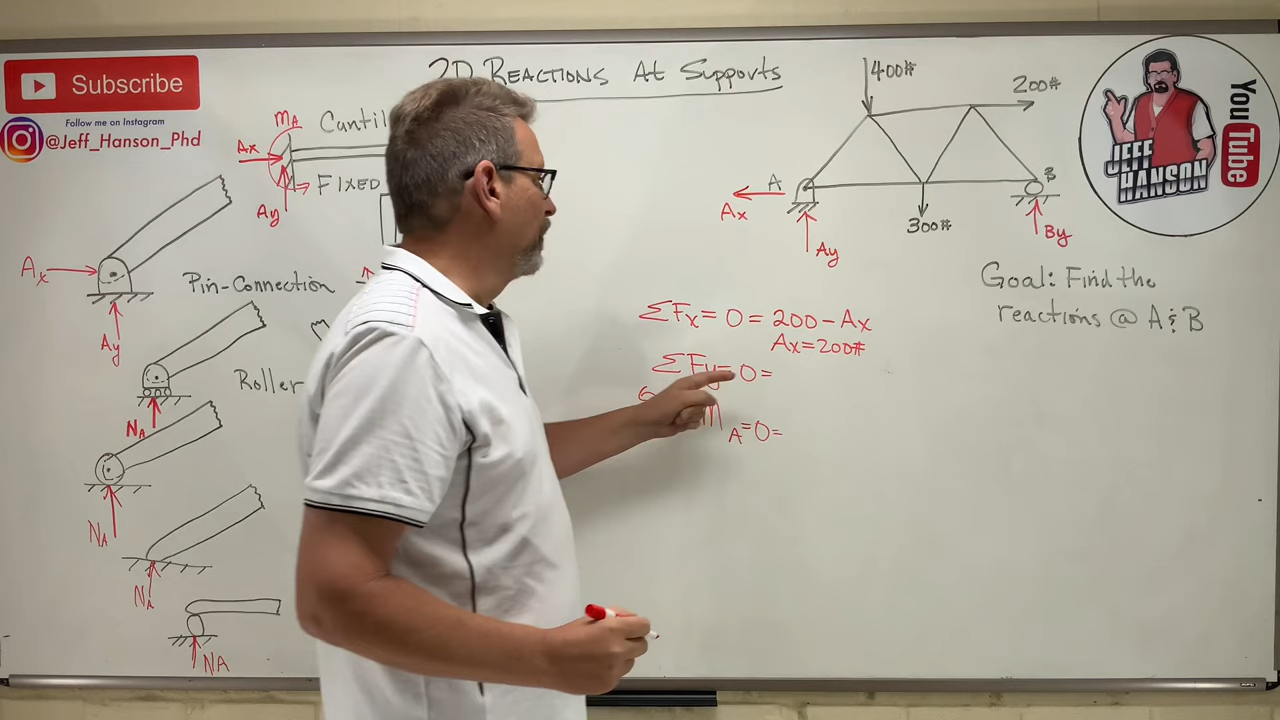 2D REACTIONS At Supports
Subscribe
Follow me on Instagram
@Jeff_Hanson_Phd
mA
Ax
Ay
FIXED
Ax
Ay
Pin-Connection
Roller
NA
NA
NA
NA
400#
200#
A
B
Ax
Ay
300#
By
Goal: Find the
reactions @ A & B
ΣFx = 0 = 200 - Ax
Ax = 200#
ΣFy = 0 =
A = 0 =
JEFF
HANSON
YouTube